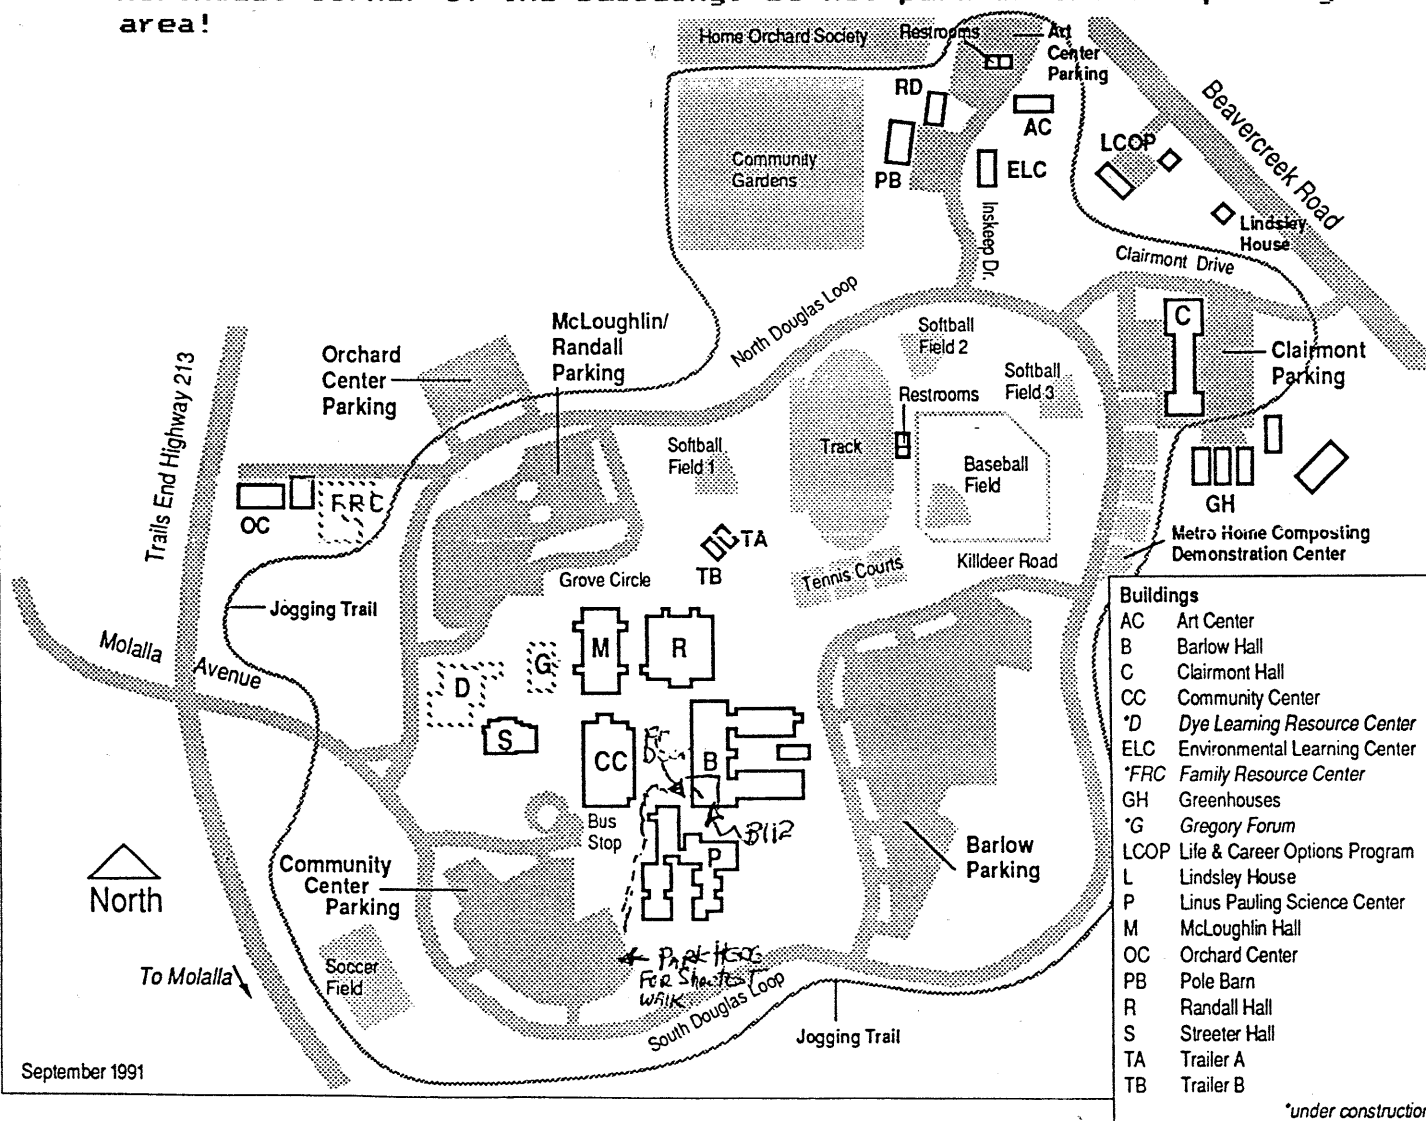 area!
Home Orchard Society
Restrooms
Art
Center
Parking
RD
AC
LCOP
Beavercreek Road
Community
Gardens
PB
ELC
Inskeep Dr.
Lindsley
House
Clairmont Drive
North Douglas Loop
McLoughlin/
Randall
Parking
Orchard
Center
Parking
Softball
Field 2
Softball
Field 3
C
Clairmont
Parking
Restrooms
Trails End Highway 213
Softball
Field 1
Track
Baseball
Field
FRC
OC
GH
TA
TB
Metro Home Composting
Demonstration Center
Grove Circle
Tennis Courts
Killdeer Road
Jogging Trail
Molalla Avenue
M
R
G
D
S
CC
B
B112
Bus
Stop
P
Barlow
Parking
North
Community
Center
Parking
To Molalla
Soccer
Field
PARK HERE
FOR Shortest
WALK
South Douglas Loop
Jogging Trail
September 1991
Buildings
AC Art Center
B Barlow Hall
C Clairmont Hall
CC Community Center
*D Dye Learning Resource Center
ELC Environmental Learning Center
*FRC Family Resource Center
GH Greenhouses
*G Gregory Forum
LCOP Life & Career Options Program
L Lindsley House
P Linus Pauling Science Center
M McLoughlin Hall
OC Orchard Center
PB Pole Barn
R Randall Hall
S Streeter Hall
TA Trailer A
TB Trailer B
*under construction